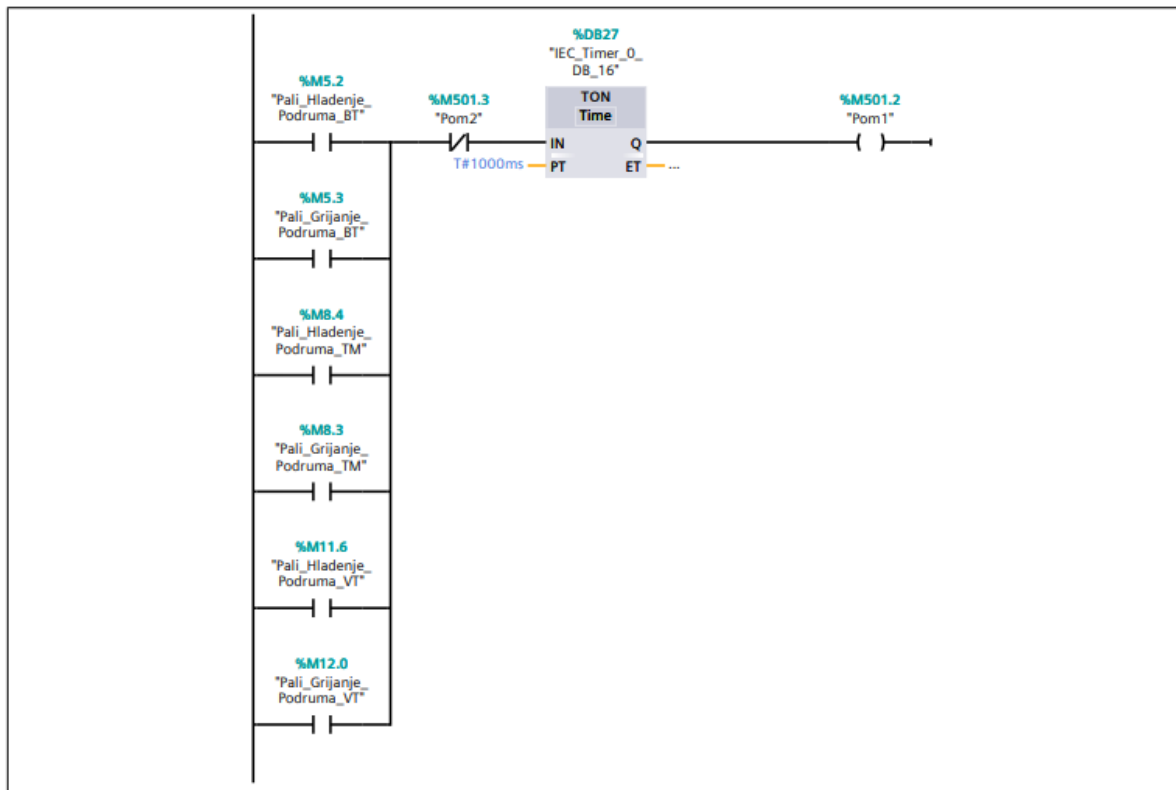 %DB27
"IEC_Timer_0_
DB_16"
%M5.2
"Pali_Hladenje_
Podruma_BT"
%M501.3
"Pom2"
TON
Time
%M501.2
"Pom1"
IN
Q
T#1000ms
PT
ET
...
%M5.3
"Pali_Grijanje_
Podruma_BT"
%M8.4
"Pali_Hladenje_
Podruma_TM"
%M8.3
"Pali_Grijanje_
Podruma_TM"
%M11.6
"Pali_Hladenje_
Podruma_VT"
%M12.0
"Pali_Grijanje_
Podruma_VT"